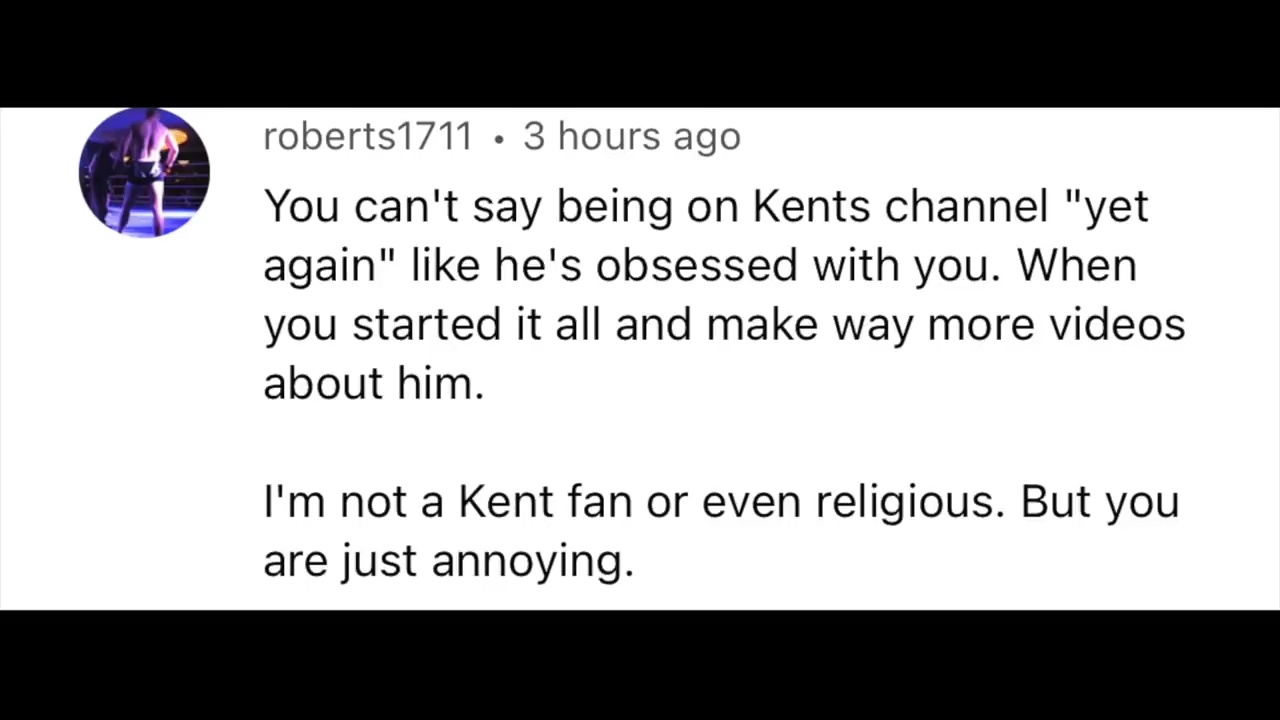 roberts1711 • 3 hours ago
You can't say being on Kents channel "yet
again" like he's obsessed with you. When
you started it all and make way more videos
about him.
I'm not a Kent fan or even religious. But you
are just annoying.